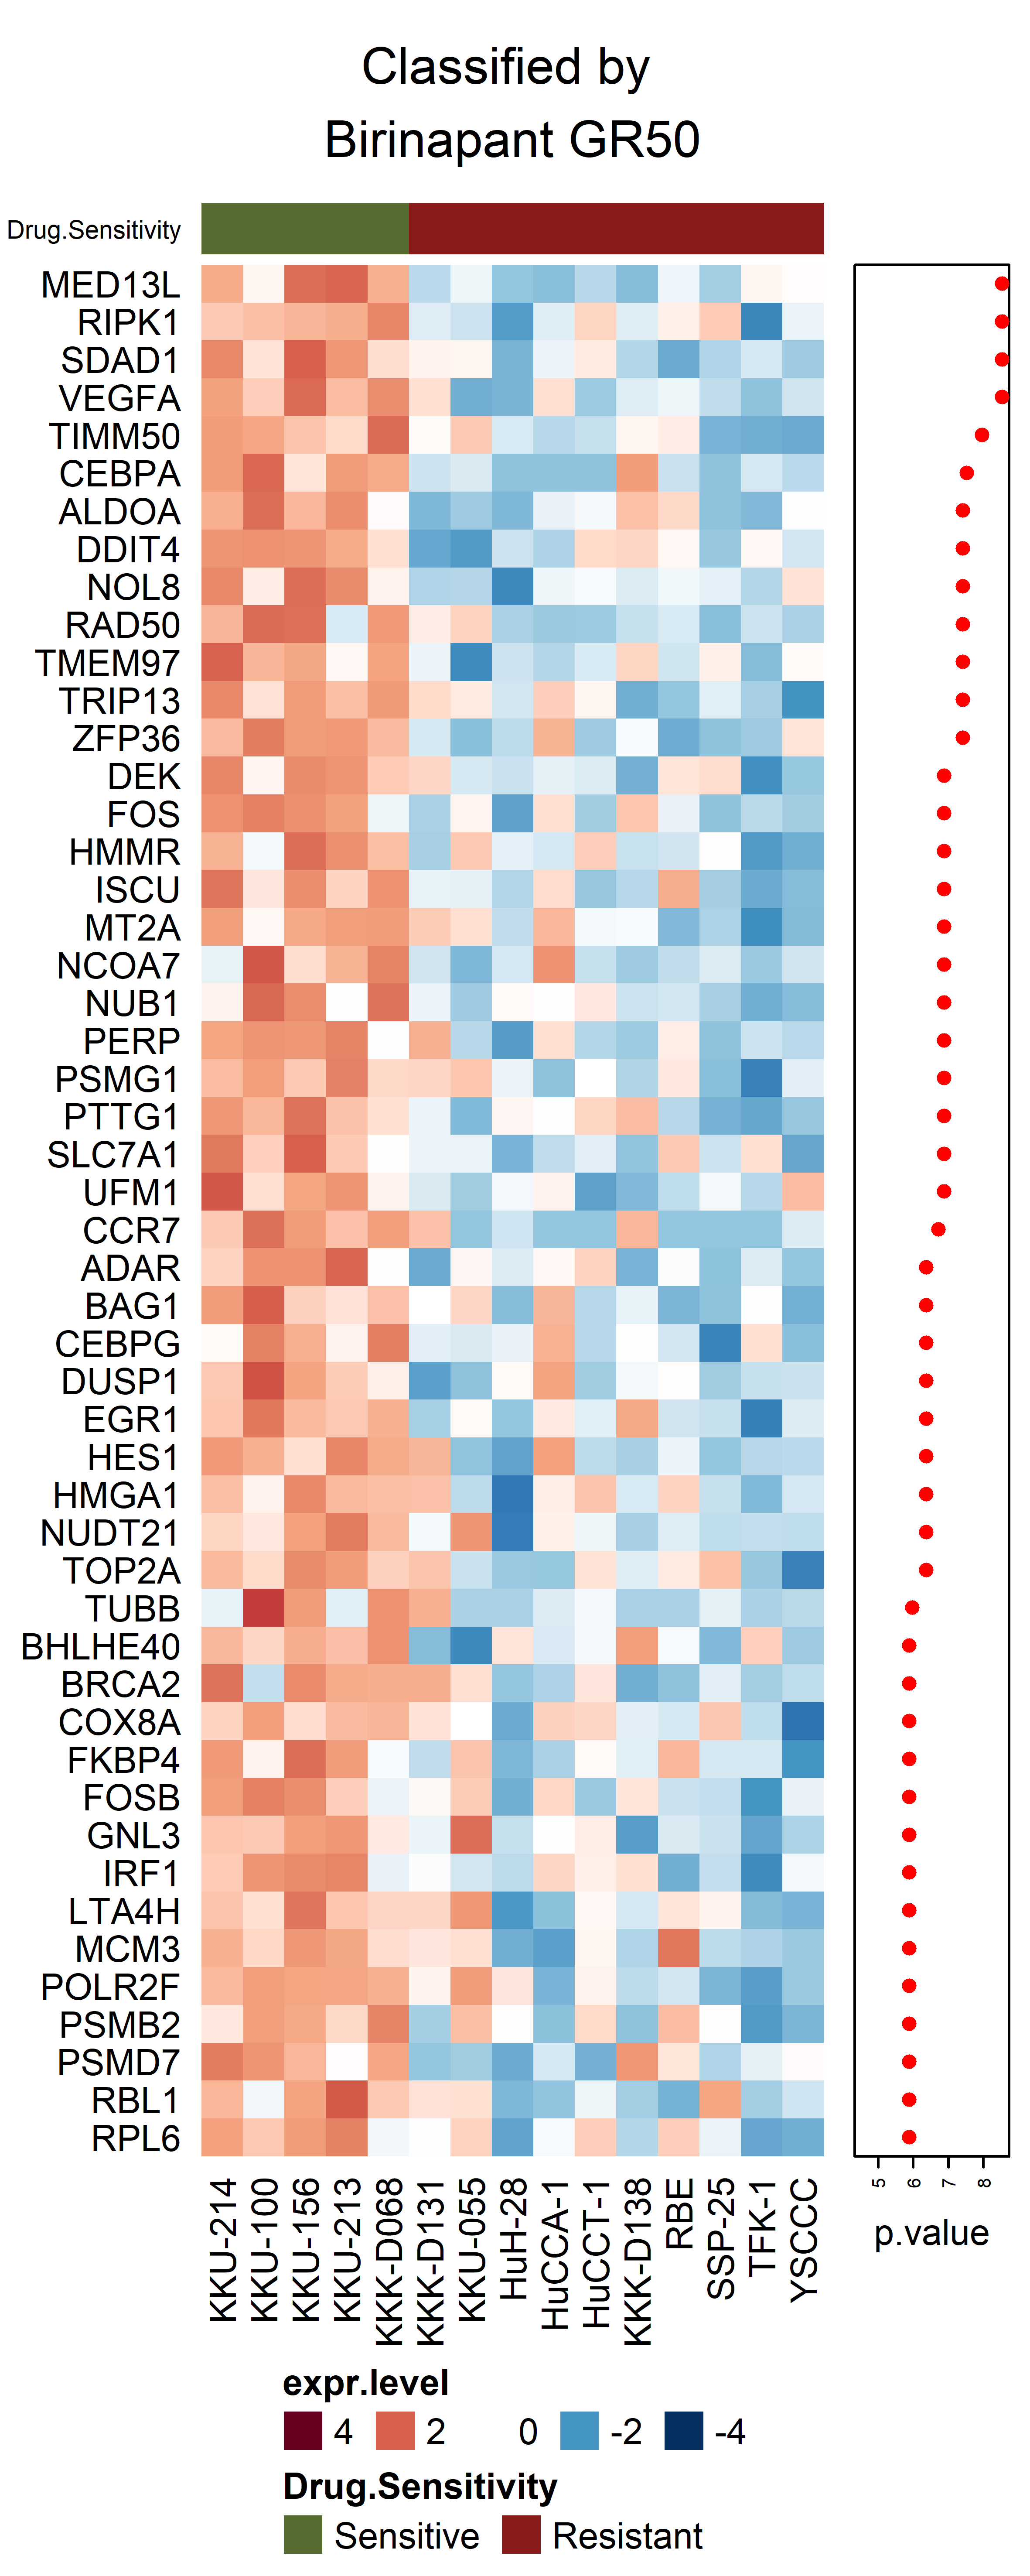 Classified by
Birinapant GR50
Drug.Sensitivity
MED13L
RIPK1
SDAD1
VEGFA
TIMM50
CEBPA
ALDOA
DDIT4
NOL8
RAD50
TMEM97
TRIP13
ZFP36
DEK
FOS
HMMR
ISCU
MT2A
NCOA7
NUB1
PERP
PSMG1
PTTG1
SLC7A1
UFM1
CCR7
ADAR
BAG1
CEBPG
DUSP1
EGR1
HES1
HMGA1
NUDT21
TOP2A
TUBB
BHLHE40
BRCA2
COX8A
FKBP4
FOSB
GNL3
IRF1
LTA4H
MCM3
POLR2F
PSMB2
PSMD7
RBL1
RPL6
KKU-214
KKU-100
KKU-156
KKU-213
KKK-D068
KKK-D131
KKU-055
HuH-28
HuCCA-1
HuCCT-1
KKK-D138
RBE
SSP-25
TFK-1
YSCCC
5 6 7 8
p.value
expr.level
4 2 0 -2 -4
Drug.Sensitivity
Sensitive Resistant